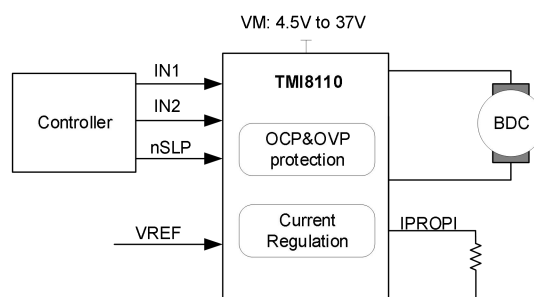 VM: 4.5V to 37V
IN1
TMI8110
IN2
Controller
BDC
nSLP
OCP&OVP
protection
VREF
Current
Regulation
IPROPI